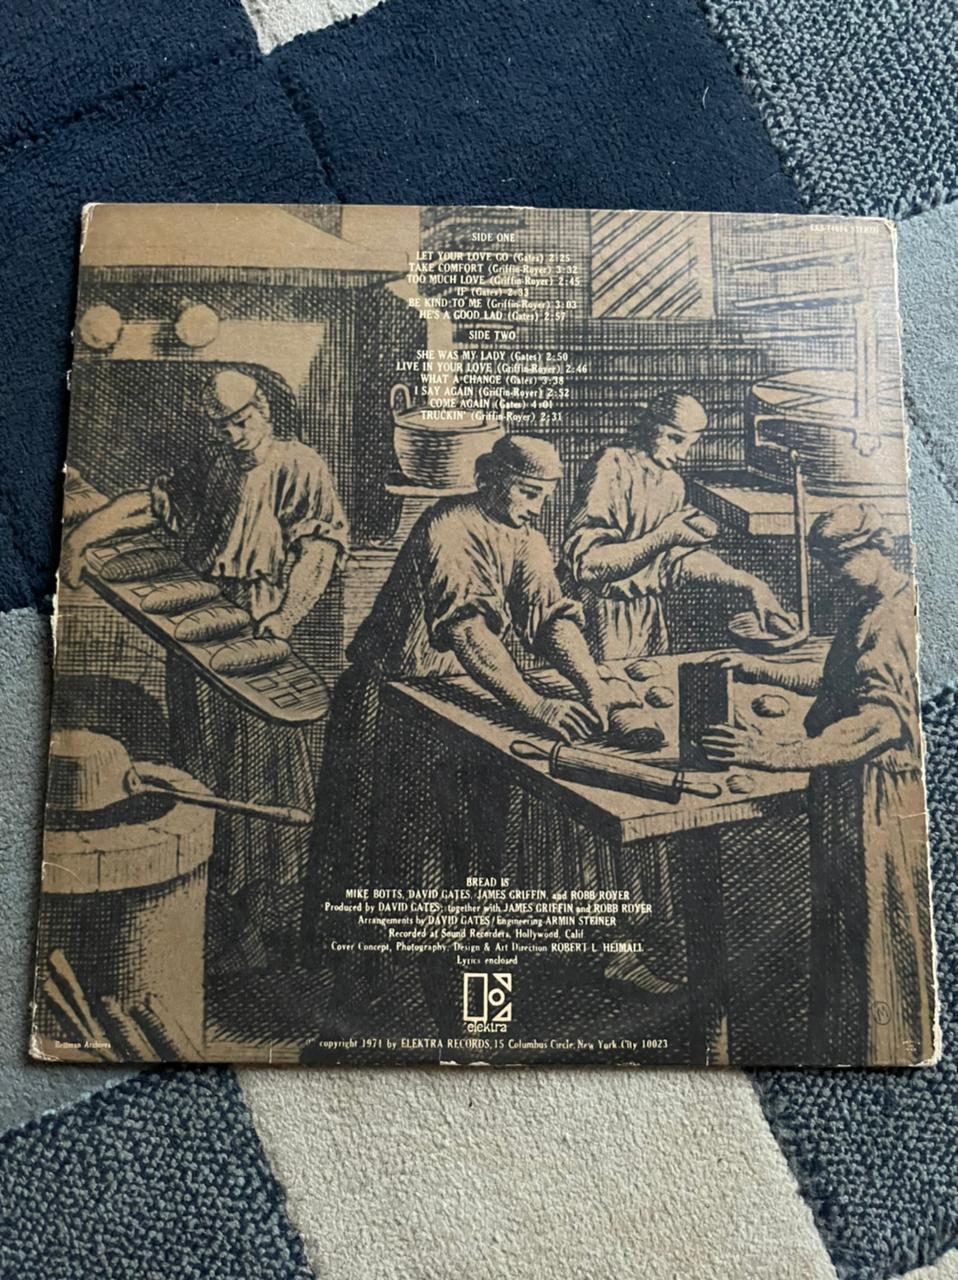 EKS-74086 STEREO
SIDE ONE
LET YOUR LOVE GO (Gates) 2:25
TAKE COMFORT (Griffin-Royer) 3:32
TOO MUCH LOVE (Griffin-Royer) 2:45
IF (Gates) 2:33
BE KIND TO ME (Griffin-Royer) 3:03
HE'S A GOOD LAD (Gates) 2:57
SIDE TWO
SHE WAS MY LADY (Gates) 2:50
LIVE IN YOUR LOVE (Griffin-Royer) 2:46
WHAT A CHANGE (Gates) 3:38
I SAY AGAIN (Griffin-Royer) 2:52
COME AGAIN (Gates) 4:01
TRUCKIN' (Griffin-Royer) 2:31
BREAD IS
MIKE BOTTS, DAVID GATES, JAMES GRIFFIN, and ROBB ROYER
Produced by DAVID GATES; together with JAMES GRIFFIN and ROBB ROYER
Arrangements by DAVID GATES/Engineering ARMIN STEINER
Recorded at Sound Recorders, Hollywood, Calif.
Cover Concept, Photography, Design & Art Direction ROBERT L. HEIMALL
Lyrics enclosed
elektra
Bettman Archives
copyright 1971 by ELEKTRA RECORDS, 15 Columbus Circle, New York City 10023